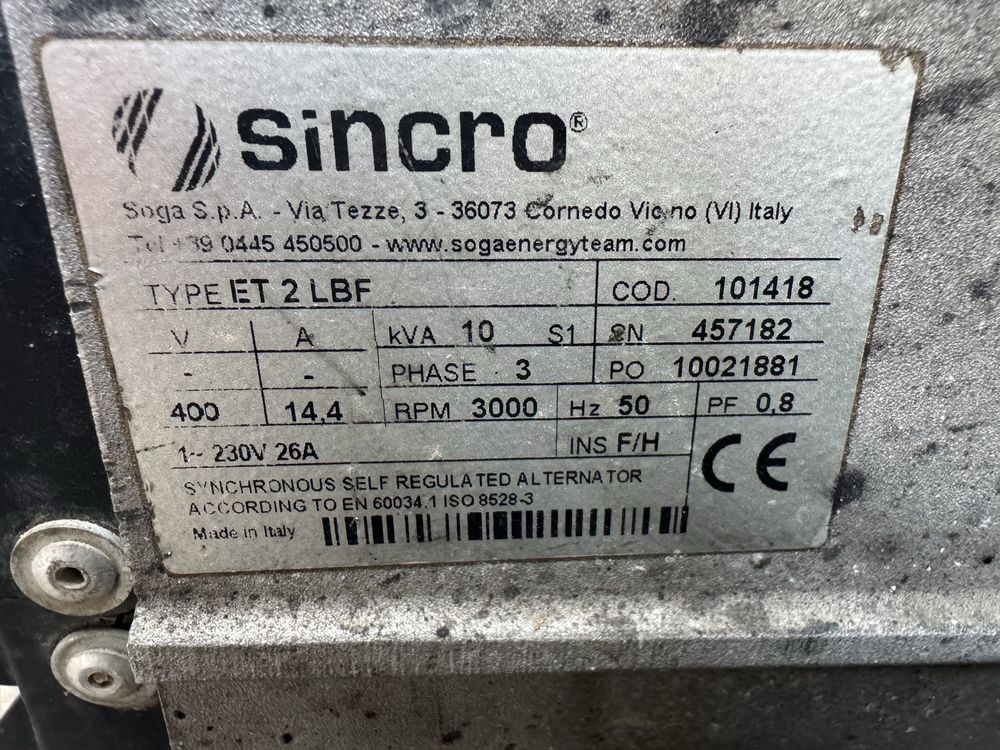 sincro®
Soga S.p.A. - Via Tezze, 3 - 36073 Cornedo Vic.no (VI) Italy
Tel +39 0445 450500 - www.sogaenergyteam.com
TYPE ET 2 LBF COD. 101418
V A kVA 10 S1 SN 457182
- - PHASE 3 PO 10021881
400 14,4 RPM 3000 Hz 50 PF 0,8
1~ 230V 26A INS F/H CE
SYNCHRONOUS SELF REGULATED ALTERNATOR
ACCORDING TO EN 60034.1 ISO 8528-3
Made in Italy